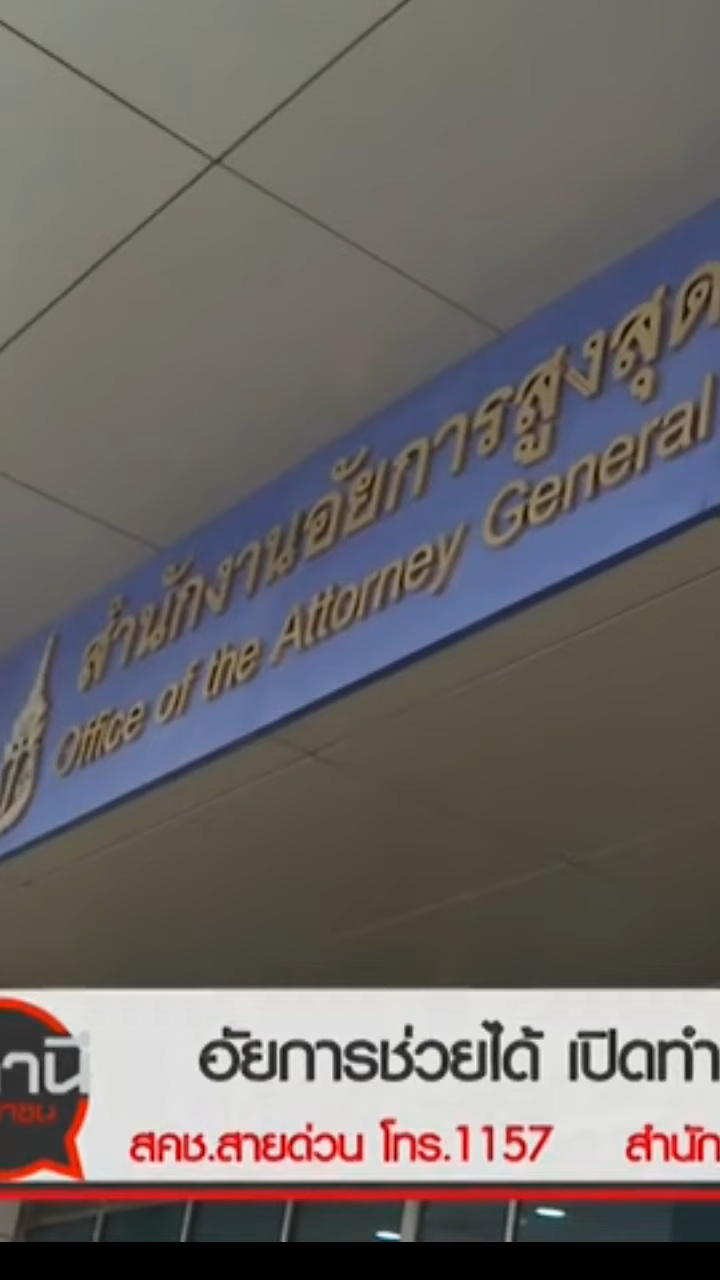 สำนักงานอัยการสูงสุด
Office of the Attorney General
อัยการช่วยได้ เปิดทำ
สคช.สายด่วน โทร.1157 สำนัก